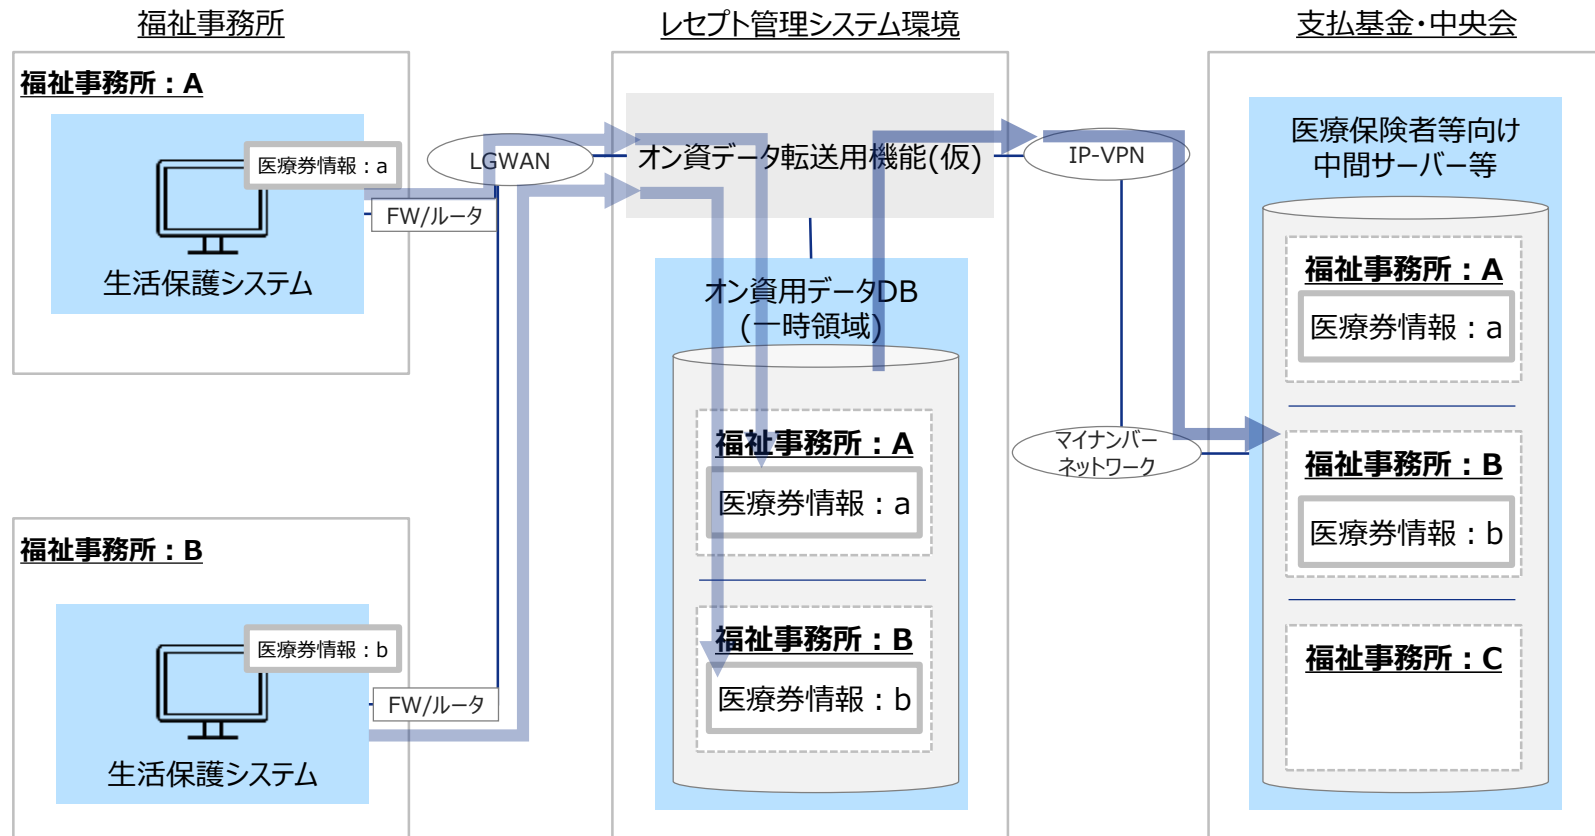 福祉事務所
福祉事務所：A
医療券情報：a
FW/ルータ
生活保護システム
福祉事務所：B
医療券情報：b
FW/ルータ
生活保護システム
LGWAN
レセプト管理システム環境
オン資データ転送用機能(仮)
オン資用データDB
(一時領域)
福祉事務所：A
医療券情報：a
福祉事務所：B
医療券情報：b
IP-VPN
マイナンバー
ネットワーク
支払基金・中央会
医療保険者等向け
中間サーバー等
福祉事務所：A
医療券情報：a
福祉事務所：B
医療券情報：b
福祉事務所：C